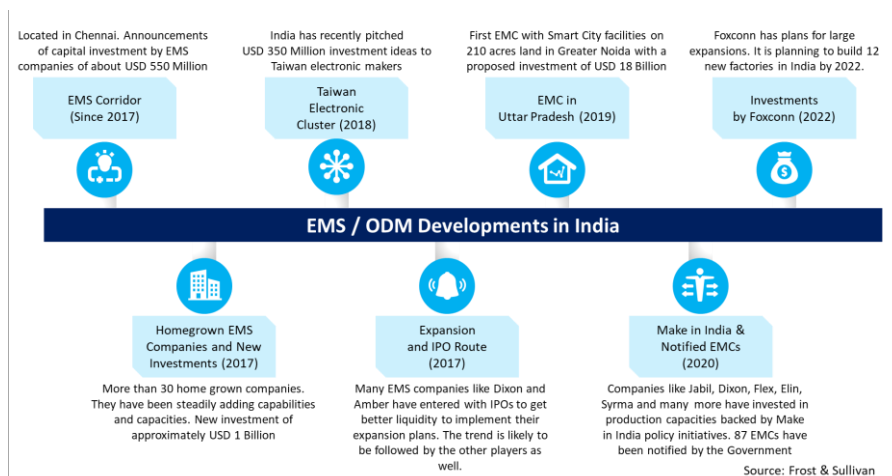 Located in Chennai. Announcements
of capital investment by EMS
companies of about USD 550 Million
EMS Corridor
(Since 2017)
India has recently pitched
USD 350 Million investment ideas to
Taiwan electronic makers
Taiwan
Electronic
Cluster (2018)
First EMC with Smart City facilities on
210 acres land in Greater Noida with a
proposed investment of USD 18 Billion
EMC in
Uttar Pradesh (2019)
Foxconn has plans for large
expansions. It is planning to build 12
new factories in India by 2022.
Investments
by Foxconn (2022)
EMS / ODM Developments in India
Homegrown EMS
Companies and New
Investments (2017)
More than 30 home grown companies.
They have been steadily adding capabilities
and capacities. New investment of
approximately USD 1 Billion
Expansion
and IPO Route
(2017)
Many EMS companies like Dixon and
Amber have entered with IPOs to get
better liquidity to implement their
expansion plans. The trend is likely to
be followed by the other players as
well.
Make in India &
Notified EMCs
(2020)
Companies like Jabil, Dixon, Flex, Elin,
Syrma and many more have invested in
production capacities backed by Make
in India policy initiatives. 87 EMCs have
been notified by the Government
Source: Frost & Sullivan